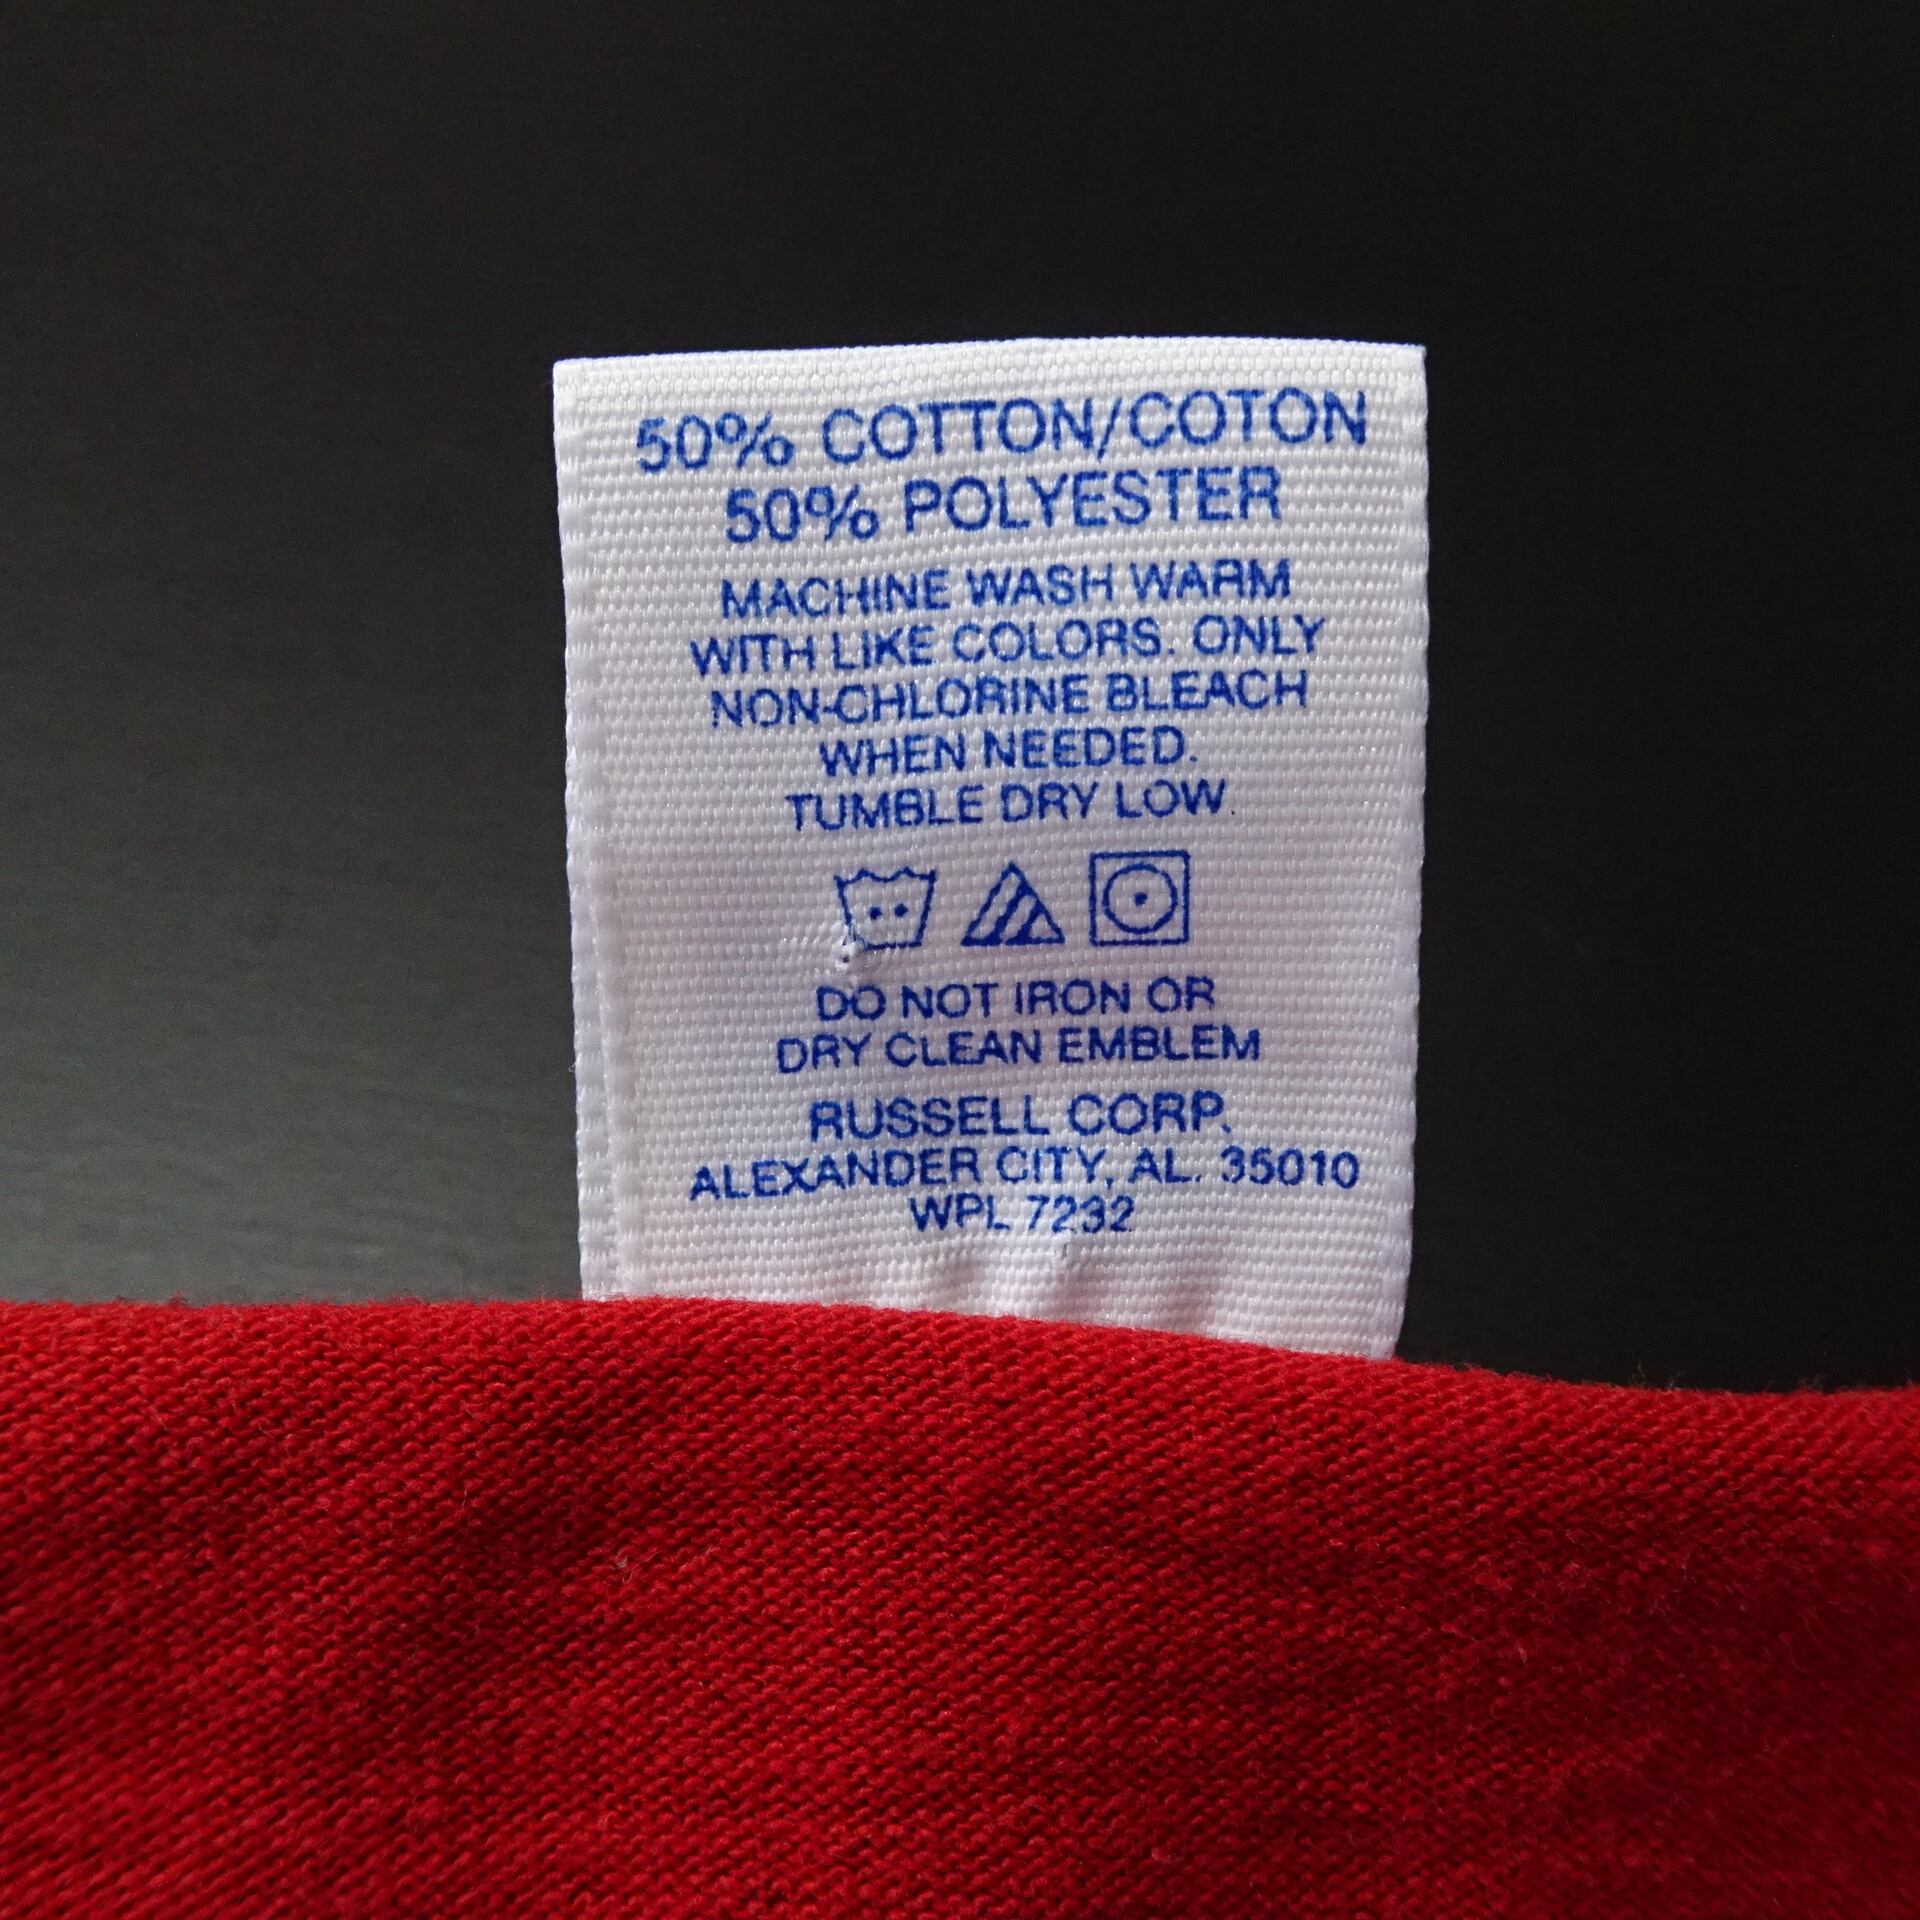 50% COTTON/COTON
50% POLYESTER
MACHINE WASH WARM
WITH LIKE COLORS. ONLY
NON-CHLORINE BLEACH
WHEN NEEDED.
TUMBLE DRY LOW.
DO NOT IRON OR
DRY CLEAN EMBLEM
RUSSELL CORP.
ALEXANDER CITY, AL. 35010
WPL 7232